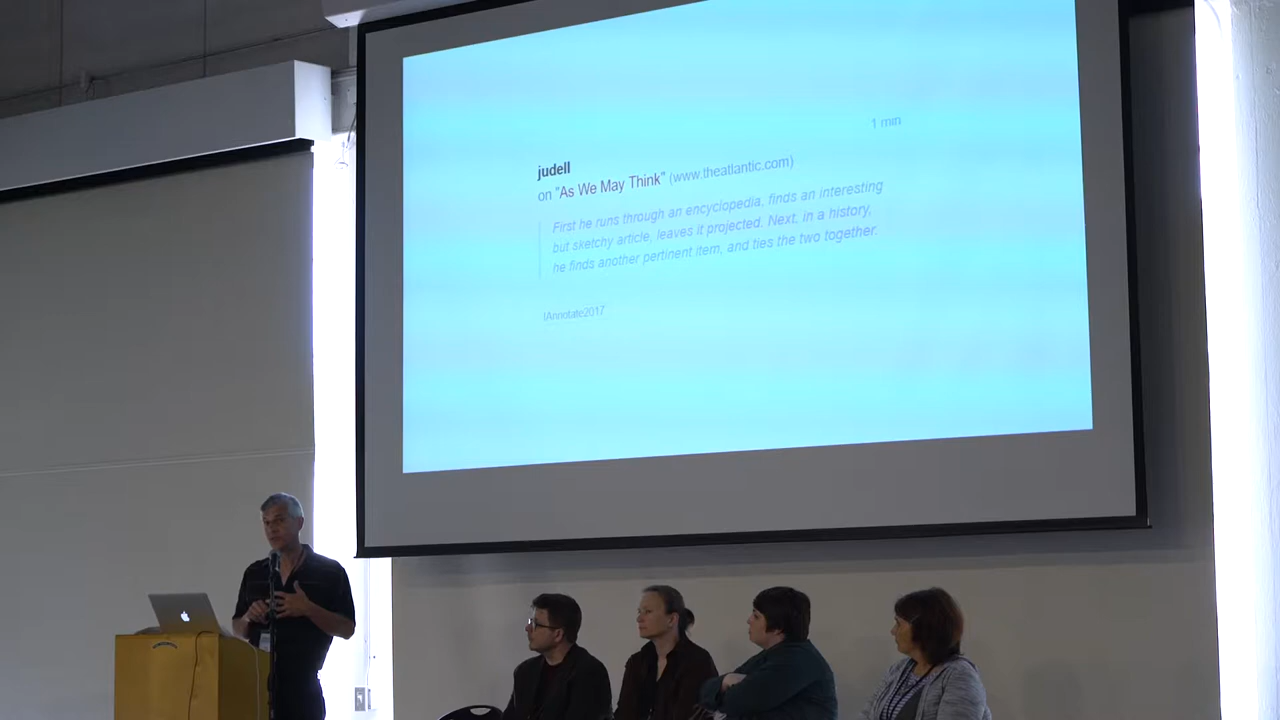 1 min
judell
on "As We May Think" (www.theatlantic.com)
First he runs through an encyclopedia, finds an interesting
but sketchy article, leaves it projected. Next, in a history,
he finds another pertinent item, and ties the two together.
IAnnotate2017